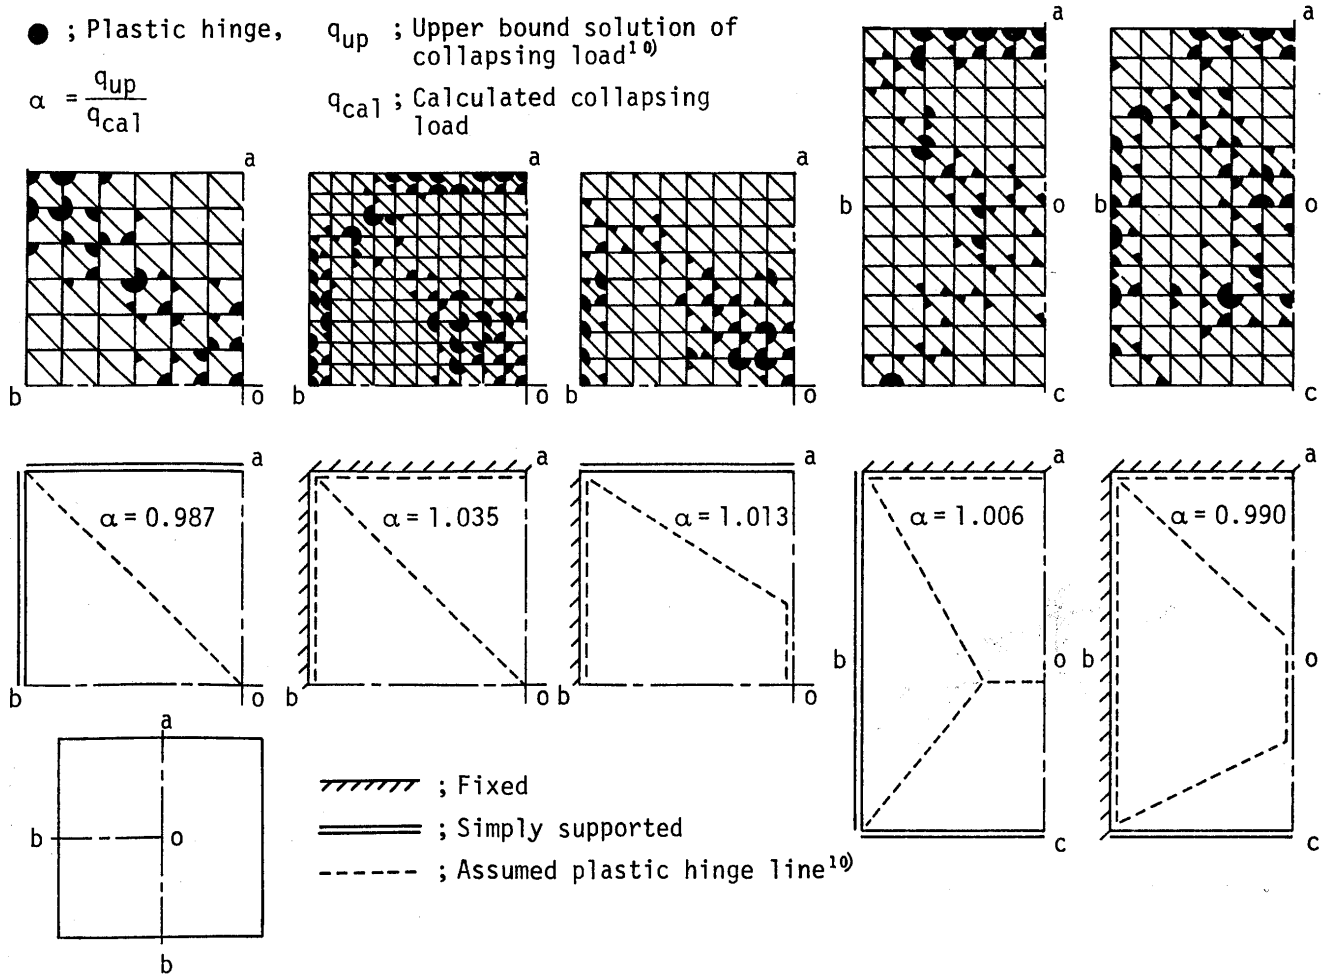 ; Plastic hinge,
q_up ; Upper bound solution of
collapsing load¹⁰⁾
α = q_up / q_cal
q_cal ; Calculated collapsing
load
a
a
a
a
a
b
o
b
o
b
o
b
o
c
b
o
c
a
a
a
a
a
α = 0.987
α = 1.035
α = 1.013
α = 1.006
α = 0.990
b
o
b
o
b
o
b
o
c
b
o
c
a
b
o
b
; Fixed
; Simply supported
; Assumed plastic hinge line¹⁰⁾